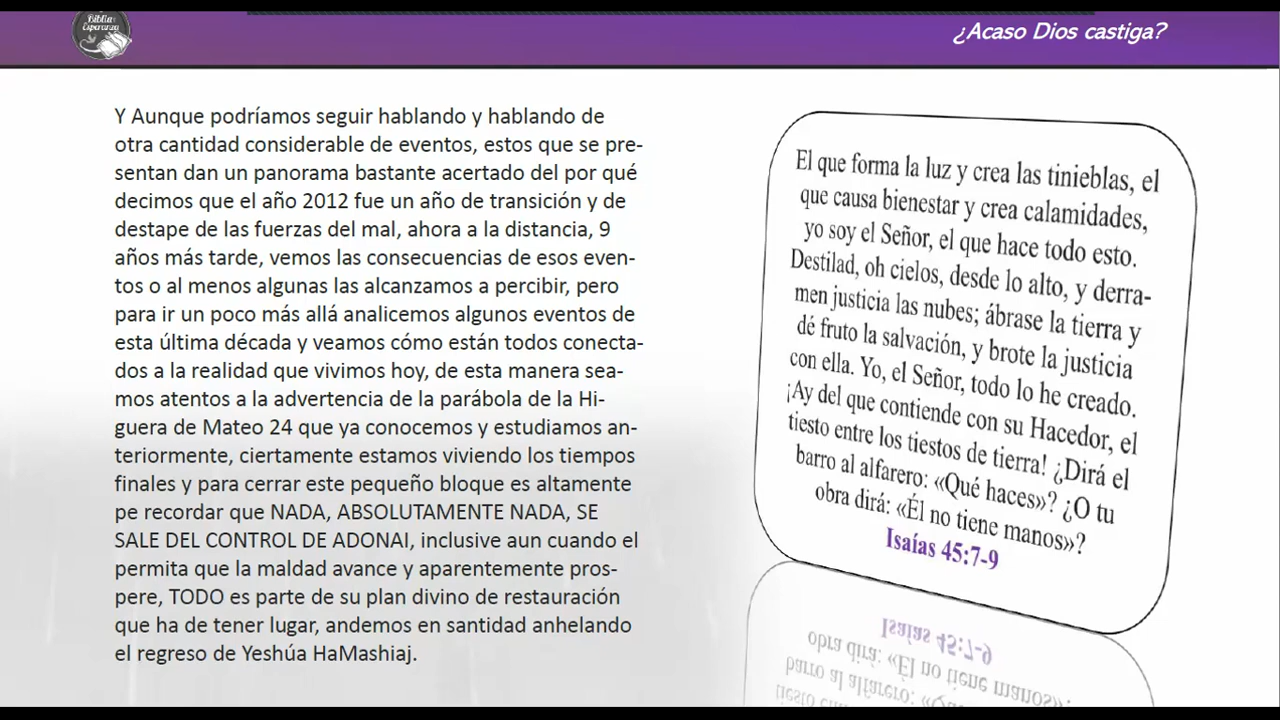 Biblia
Esperanza
¿Acaso Dios castiga?
Y Aunque podríamos seguir hablando y hablando de
otra cantidad considerable de eventos, estos que se pre-
sentan dan un panorama bastante acertado del por qué
decimos que el año 2012 fue un año de transición y de
destape de las fuerzas del mal, ahora a la distancia, 9
años más tarde, vemos las consecuencias de esos even-
tos o al menos algunas las alcanzamos a percibir, pero
para ir un poco más allá analicemos algunos eventos de
esta última década y veamos cómo están todos conecta-
dos a la realidad que vivimos hoy, de esta manera sea-
mos atentos a la advertencia de la parábola de la Hi-
guera de Mateo 24 que ya conocemos y estudiamos an-
teriormente, ciertamente estamos viviendo los tiempos
finales y para cerrar este pequeño bloque es altamente
pe recordar que NADA, ABSOLUTAMENTE NADA, SE
SALE DEL CONTROL DE ADONAI, inclusive aun cuando el
permita que la maldad avance y aparentemente pros-
pere, TODO es parte de su plan divino de restauración
que ha de tener lugar, andemos en santidad anhelando
el regreso de Yeshúa HaMashiaj.
El que forma la luz y crea las tinieblas, el
que causa bienestar y crea calamidades,
yo soy el Señor, el que hace todo esto.
Destilad, oh cielos, desde lo alto, y derra-
men justicia las nubes; ábrase la tierra y
dé fruto la salvación, y brote la justicia
con ella. Yo, el Señor, todo lo he creado.
¡Ay del que contiende con su Hacedor, el
tiesto entre los tiestos de tierra! ¿Dirá el
barro al alfarero: «Qué haces»? ¿O tu
obra dirá: «Él no tiene manos»?
Isaías 45:7-9